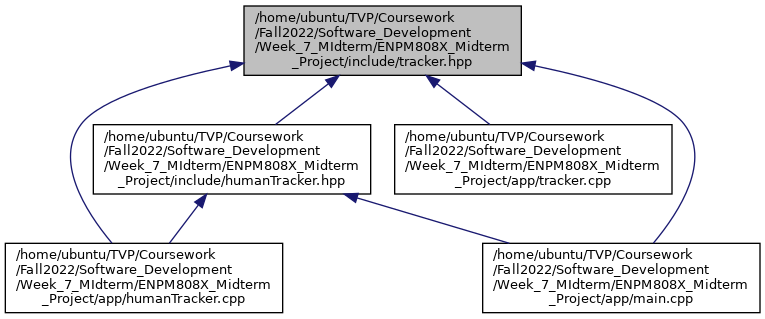 /home/ubuntu/TVP/Coursework
/Fall2022/Software_Development
/Week_7_MIdterm/ENPM808X_Midterm
_Project/include/tracker.hpp
/home/ubuntu/TVP/Coursework
/Fall2022/Software_Development
/Week_7_MIdterm/ENPM808X_Midterm
_Project/include/humanTracker.hpp
/home/ubuntu/TVP/Coursework
/Fall2022/Software_Development
/Week_7_MIdterm/ENPM808X_Midterm
_Project/app/tracker.cpp
/home/ubuntu/TVP/Coursework
/Fall2022/Software_Development
/Week_7_MIdterm/ENPM808X_Midterm
_Project/app/humanTracker.cpp
/home/ubuntu/TVP/Coursework
/Fall2022/Software_Development
/Week_7_MIdterm/ENPM808X_Midterm
_Project/app/main.cpp